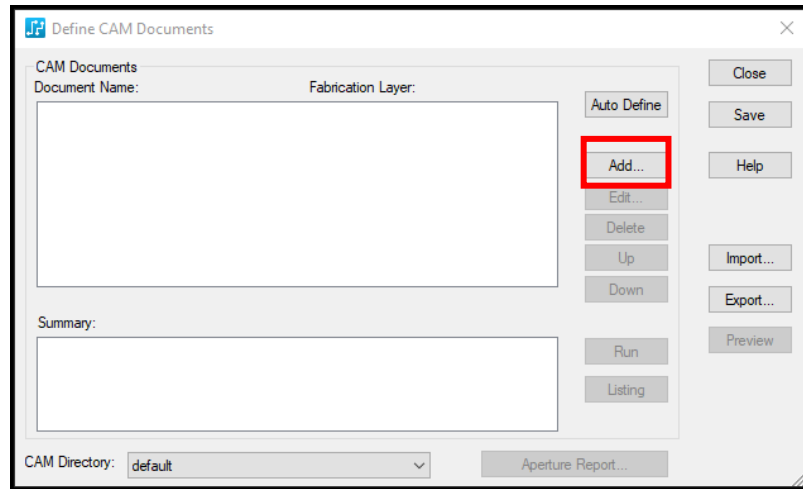 Define CAM Documents
CAM Documents
Document Name: Fabrication Layer:
Auto Define
Add...
Edit...
Delete
Up
Down
Summary:
Run
Listing
CAM Directory: default
Aperture Report...
Close
Save
Help
Import...
Export...
Preview